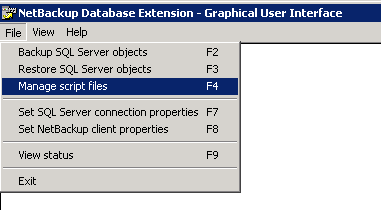 NetBackup Database Extension - Graphical User Interface
File View Help
Backup SQL Server objects F2
Restore SQL Server objects F3
Manage script files F4
Set SQL Server connection properties F7
Set NetBackup client properties F8
View status F9
Exit